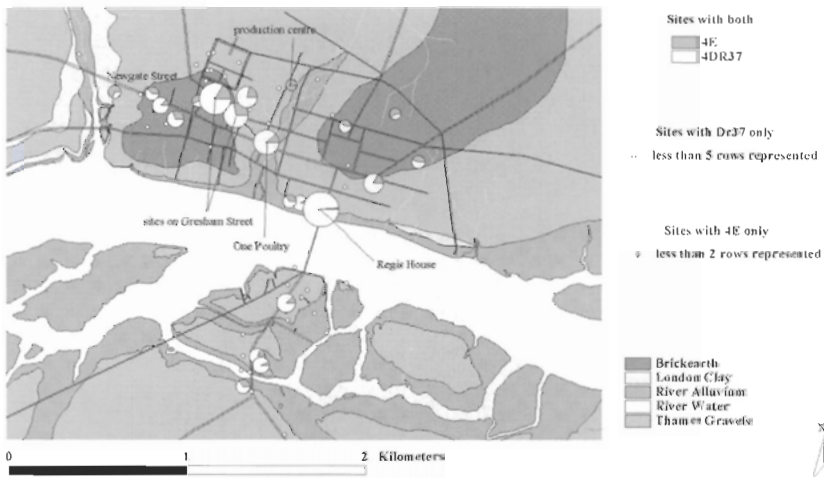 production centre
Newgate Street
sites on Gresham Street
One Poultry
Regis House
0 1 2 Kilometers
Sites with both
4E
4DR37
Sites with Dr37 only
less than 5 rows represented
Sites with 4E only
less than 2 rows represented
Brickearth
London Clay
River Alluvium
River Water
Thames Gravels